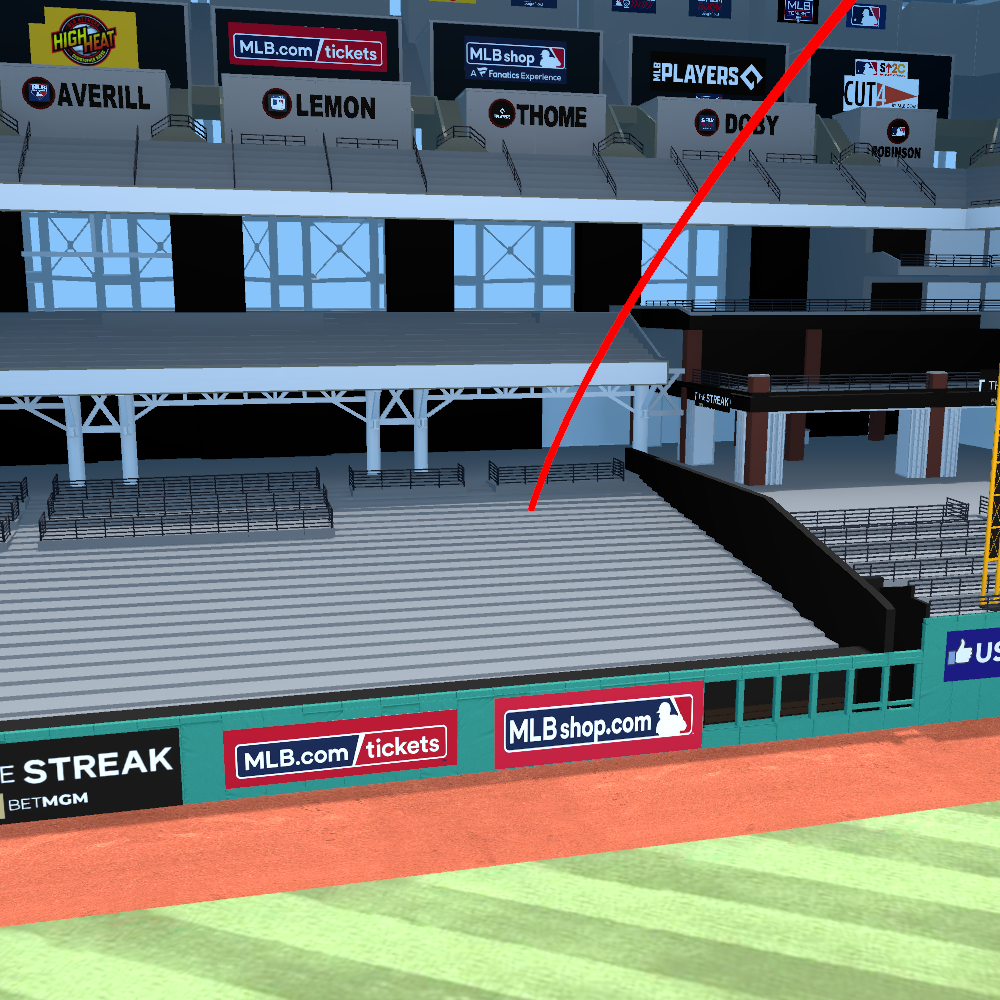 HIGH HEAT
MLB.com/tickets
MLB shop
A Fanatics Experience
MLB PLAYERS
CUT4
AVERILL
LEMON
THOME
DOBY
ROBINSON
THE STREAK
E STREAK
BETMGM
MLB.com/tickets
MLBshop.com
US